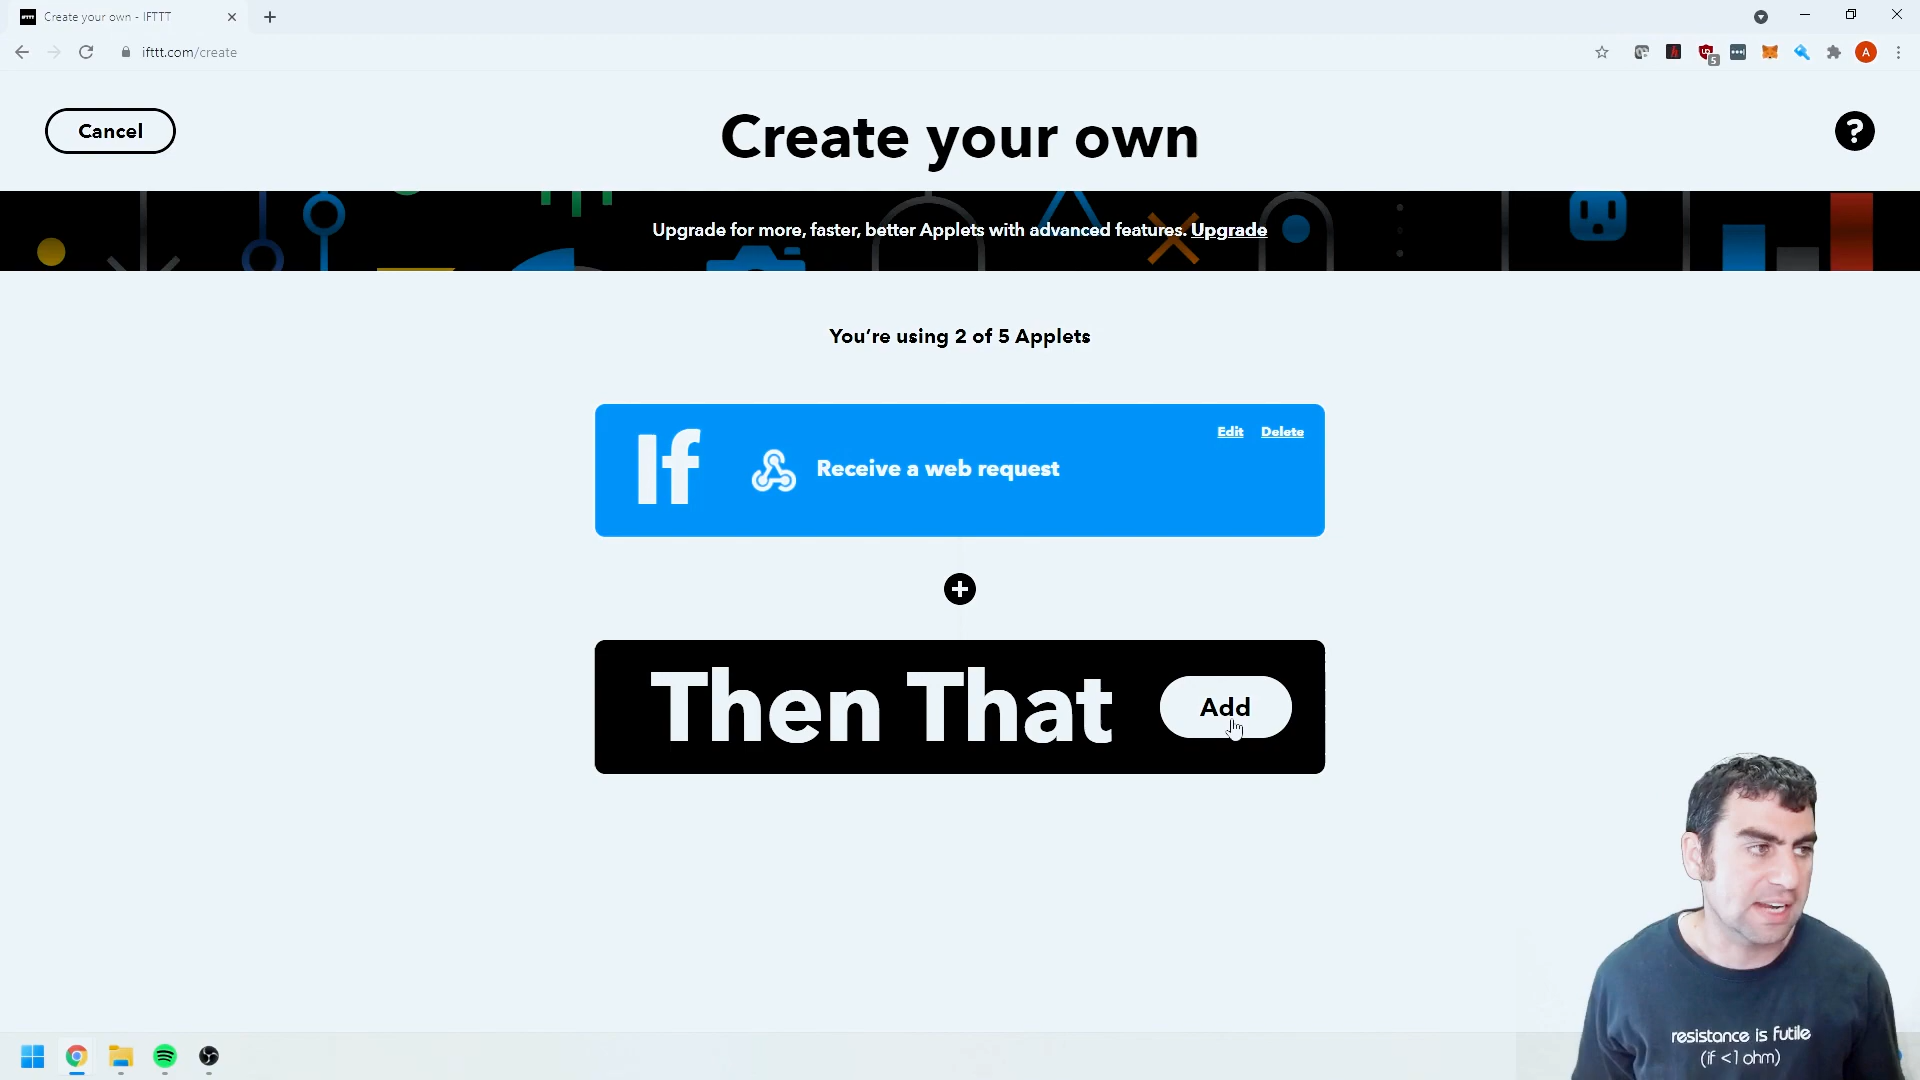 Create your own - IFTTT
ifttt.com/create
5
A
Cancel
Create your own
?
Upgrade for more, faster, better Applets with advanced features. Upgrade
You're using 2 of 5 Applets
If
Receive a web request
Edit Delete
Then That
Add
resistance is futile
(if <1 ohm)